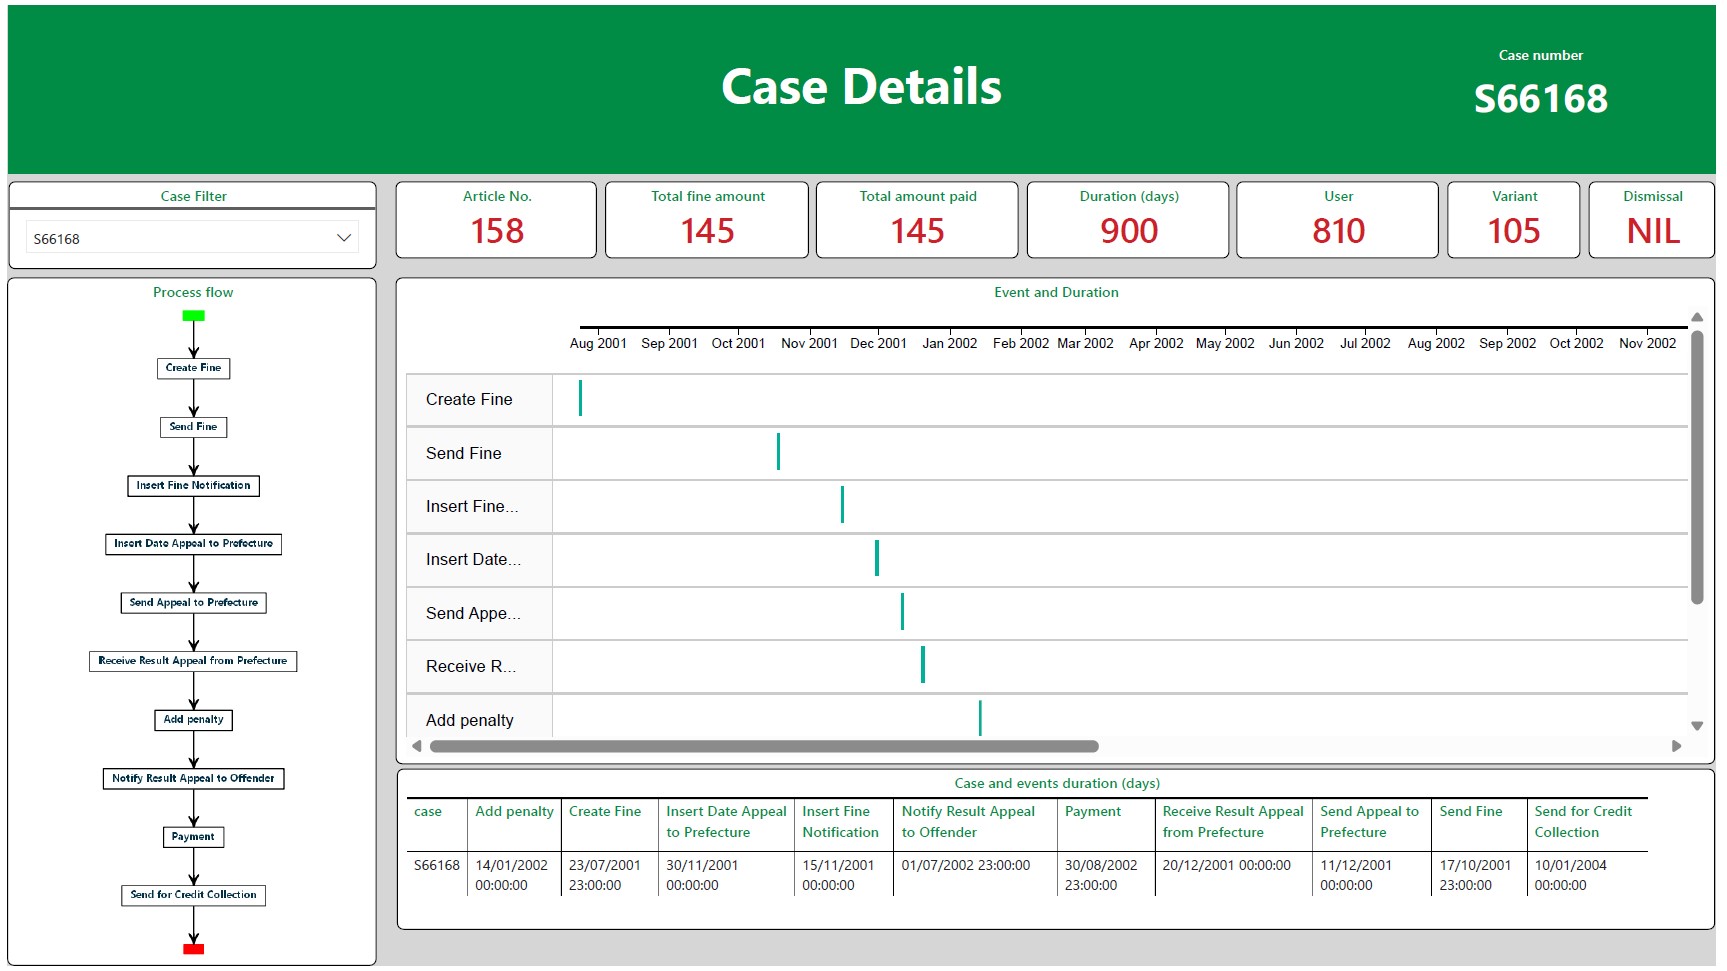 Case Details
Case number
S66168
Case Filter
S66168
Article No.
158
Total fine amount
145
Total amount paid
145
Duration (days)
900
User
810
Variant
105
Dismissal
NIL
Process flow
Create Fine
Send Fine
Insert Fine Notification
Insert Date Appeal to Prefecture
Send Appeal to Prefecture
Receive Result Appeal from Prefecture
Add penalty
Notify Result Appeal to Offender
Payment
Send for Credit Collection
Event and Duration
Aug 2001 Sep 2001 Oct 2001 Nov 2001 Dec 2001 Jan 2002 Feb 2002 Mar 2002 Apr 2002 May 2002 Jun 2002 Jul 2002 Aug 2002 Sep 2002 Oct 2002 Nov 2002
Create Fine
Send Fine
Insert Fine...
Insert Date...
Send Appe...
Receive R...
Add penalty
Case and events duration (days)
case Add penalty Create Fine Insert Date Appeal Insert Fine Notify Result Appeal Payment Receive Result Appeal Send Appeal to Send Fine Send for Credit
to Prefecture Notification to Offender from Prefecture Prefecture Collection
S66168 14/01/2002 23/07/2001 30/11/2001 15/11/2001 01/07/2002 23:00:00 30/08/2002 20/12/2001 00:00:00 11/12/2001 17/10/2001 10/01/2004
00:00:00 23:00:00 00:00:00 00:00:00 23:00:00 00:00:00 23:00:00 00:00:00